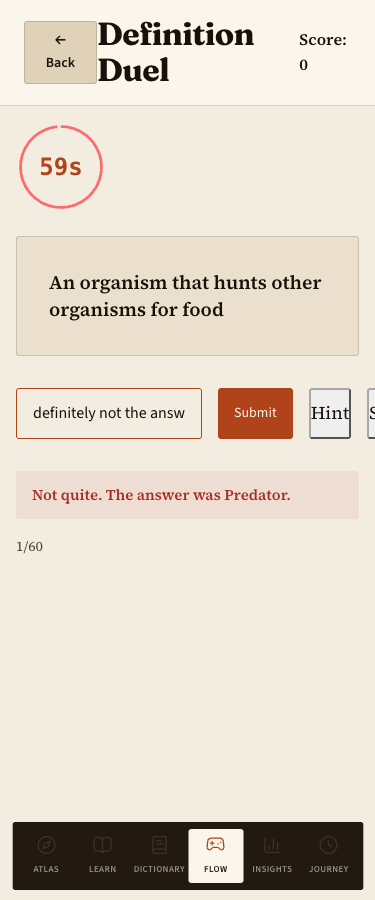 ←
Back
Definition
Duel
Score:
0
59s
An organism that hunts other
organisms for food
definitely not the answ
Submit
Hint
S
Not quite. The answer was Predator.
1/60
ATLAS
LEARN
DICTIONARY
FLOW
INSIGHTS
JOURNEY